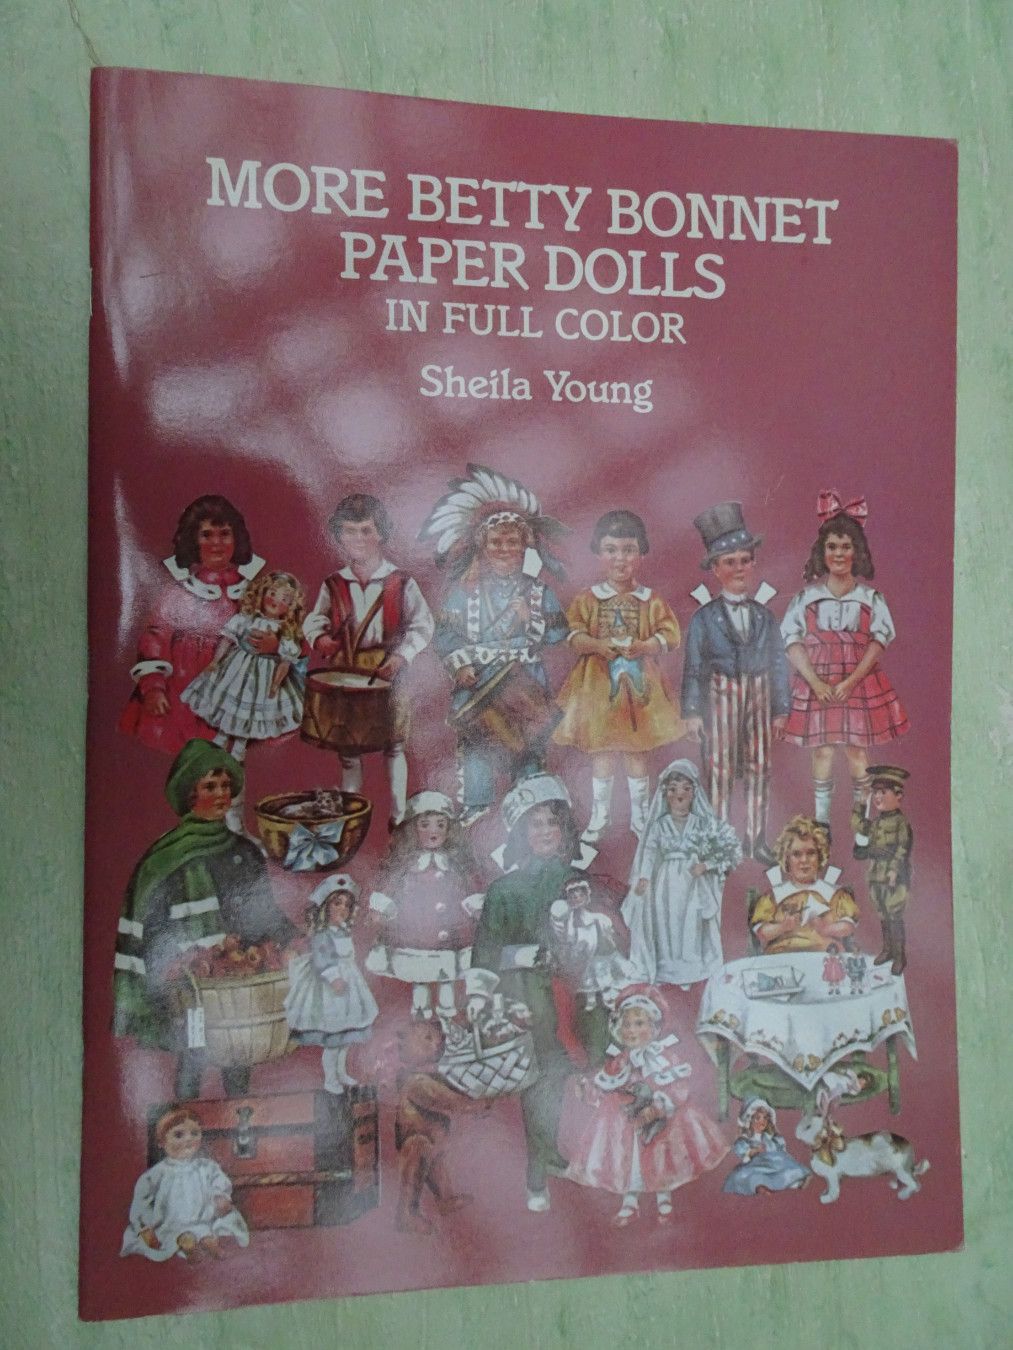 MORE BETTY BONNET
PAPER DOLLS
IN FULL COLOR
Sheila Young